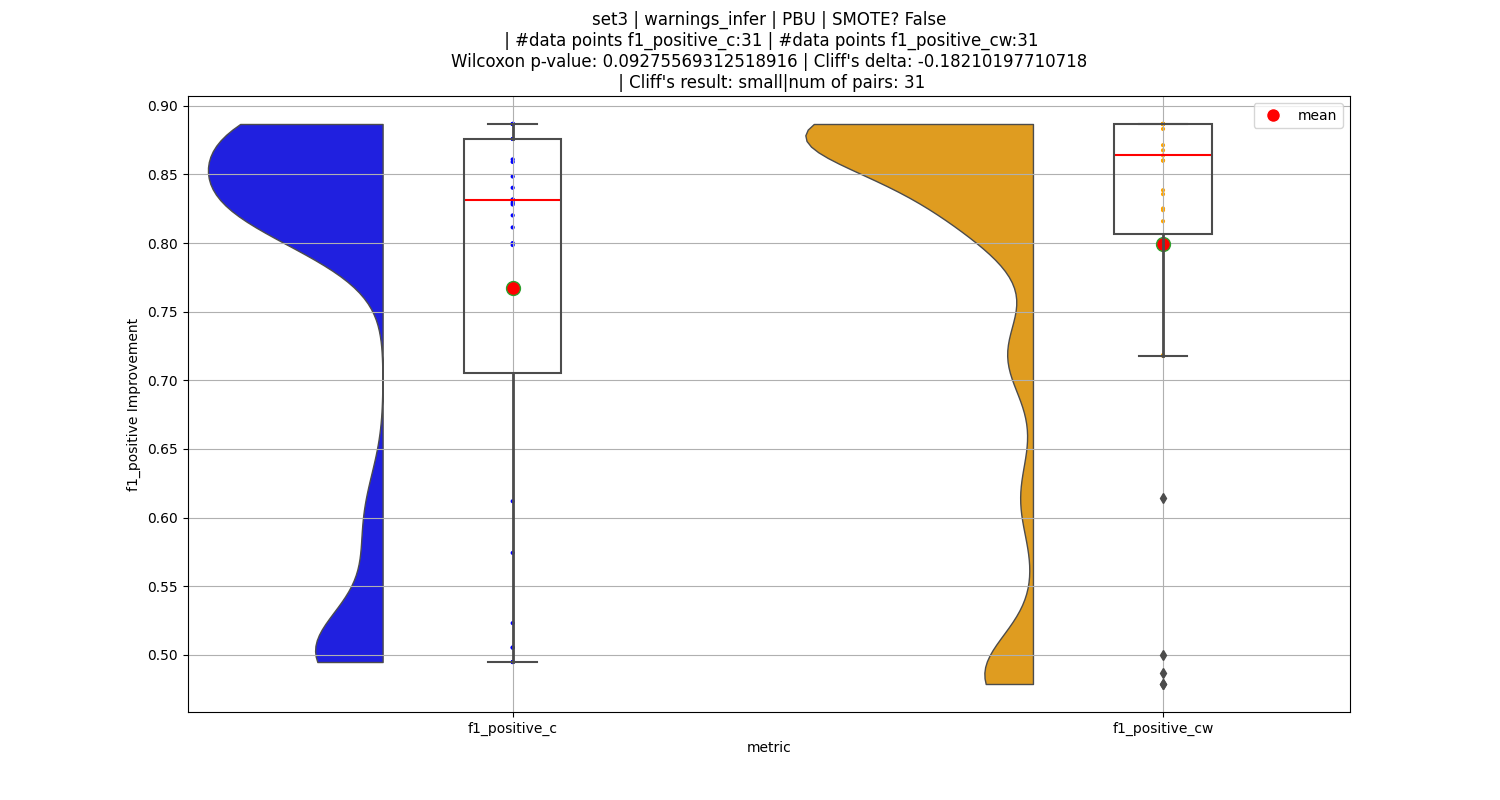 set3 | warnings_infer | PBU | SMOTE? False
| #data points f1_positive_c:31 | #data points f1_positive_cw:31
Wilcoxon p-value: 0.09275569312518916 | Cliff's delta: -0.18210197710718
| Cliff's result: small|num of pairs: 31
mean
0.90
0.85
0.80
0.75
0.70
0.65
0.60
0.55
0.50
f1_positive Improvement
f1_positive_c
f1_positive_cw
metric